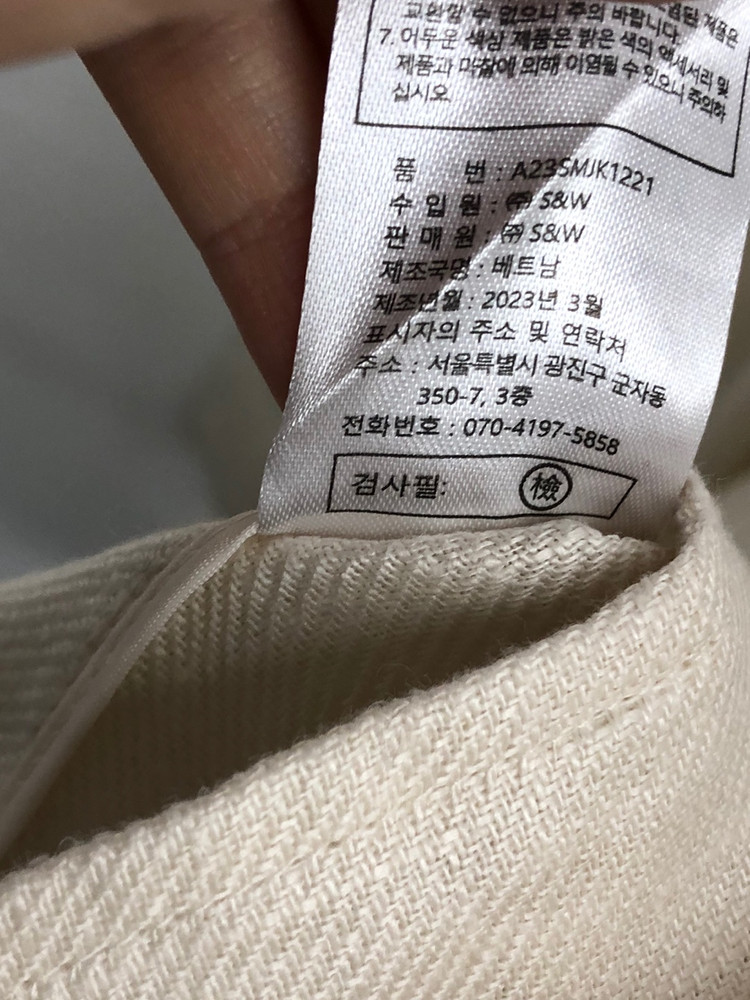 교환할 수 없으니 주의 바랍니다.
7. 어두운 색상 제품은 밝은 색의 액세서리 및
제품과 마찰에 의해 이염될 수 있으니 주의하
십시오
품 번 : A23SMJK1221
수 입 원 : ㈜ S&W
판 매 원 : ㈜ S&W
제조국명 : 베트남
제조년월 : 2023년 3월
표시자의 주소 및 연락처
주소 : 서울특별시 광진구 군자동
350-7, 3층
전화번호 : 070-4197-5858
검사필: 檢